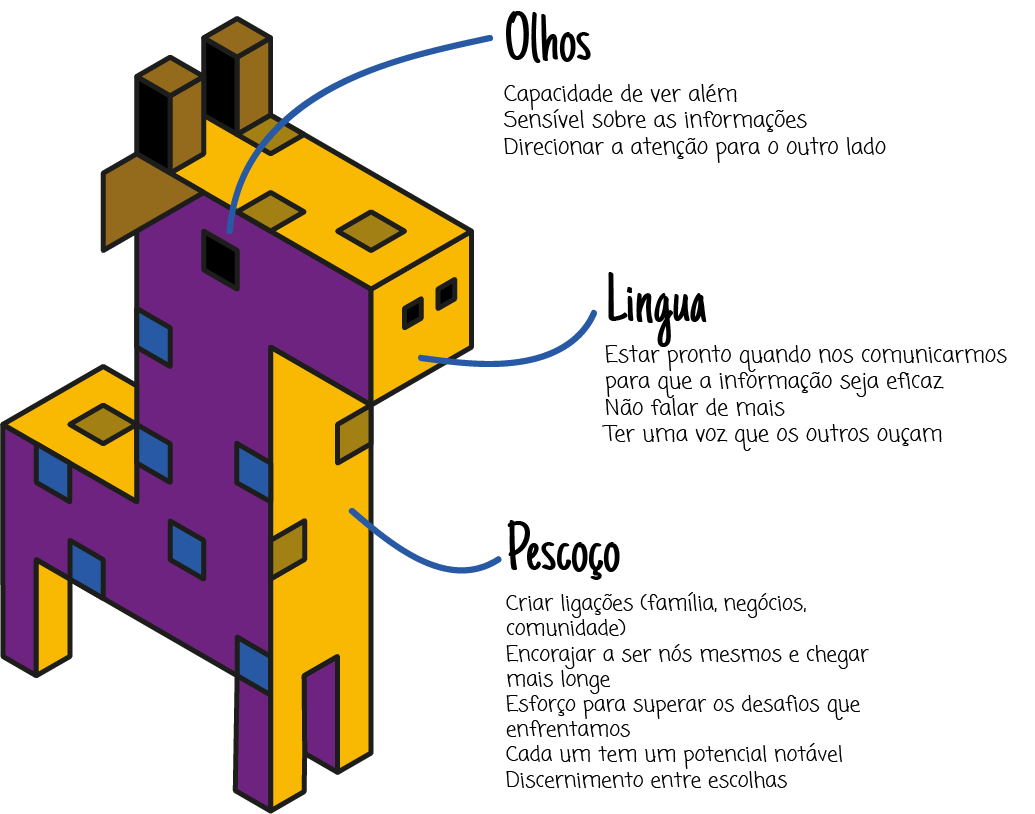 Olhos
Capacidade de ver além
Sensível sobre as informações
Direcionar a atenção para o outro lado
Lingua
Estar pronto quando nos comunicarmos
para que a informação seja eficaz
Não falar de mais
Ter uma voz que os outros ouçam
Pescoço
Criar ligações (família, negócios,
comunidade)
Encorajar a ser nós mesmos e chegar
mais longe
Esforço para superar os desafios que
enfrentamos
Cada um tem um potencial notável
Discernimento entre escolhas